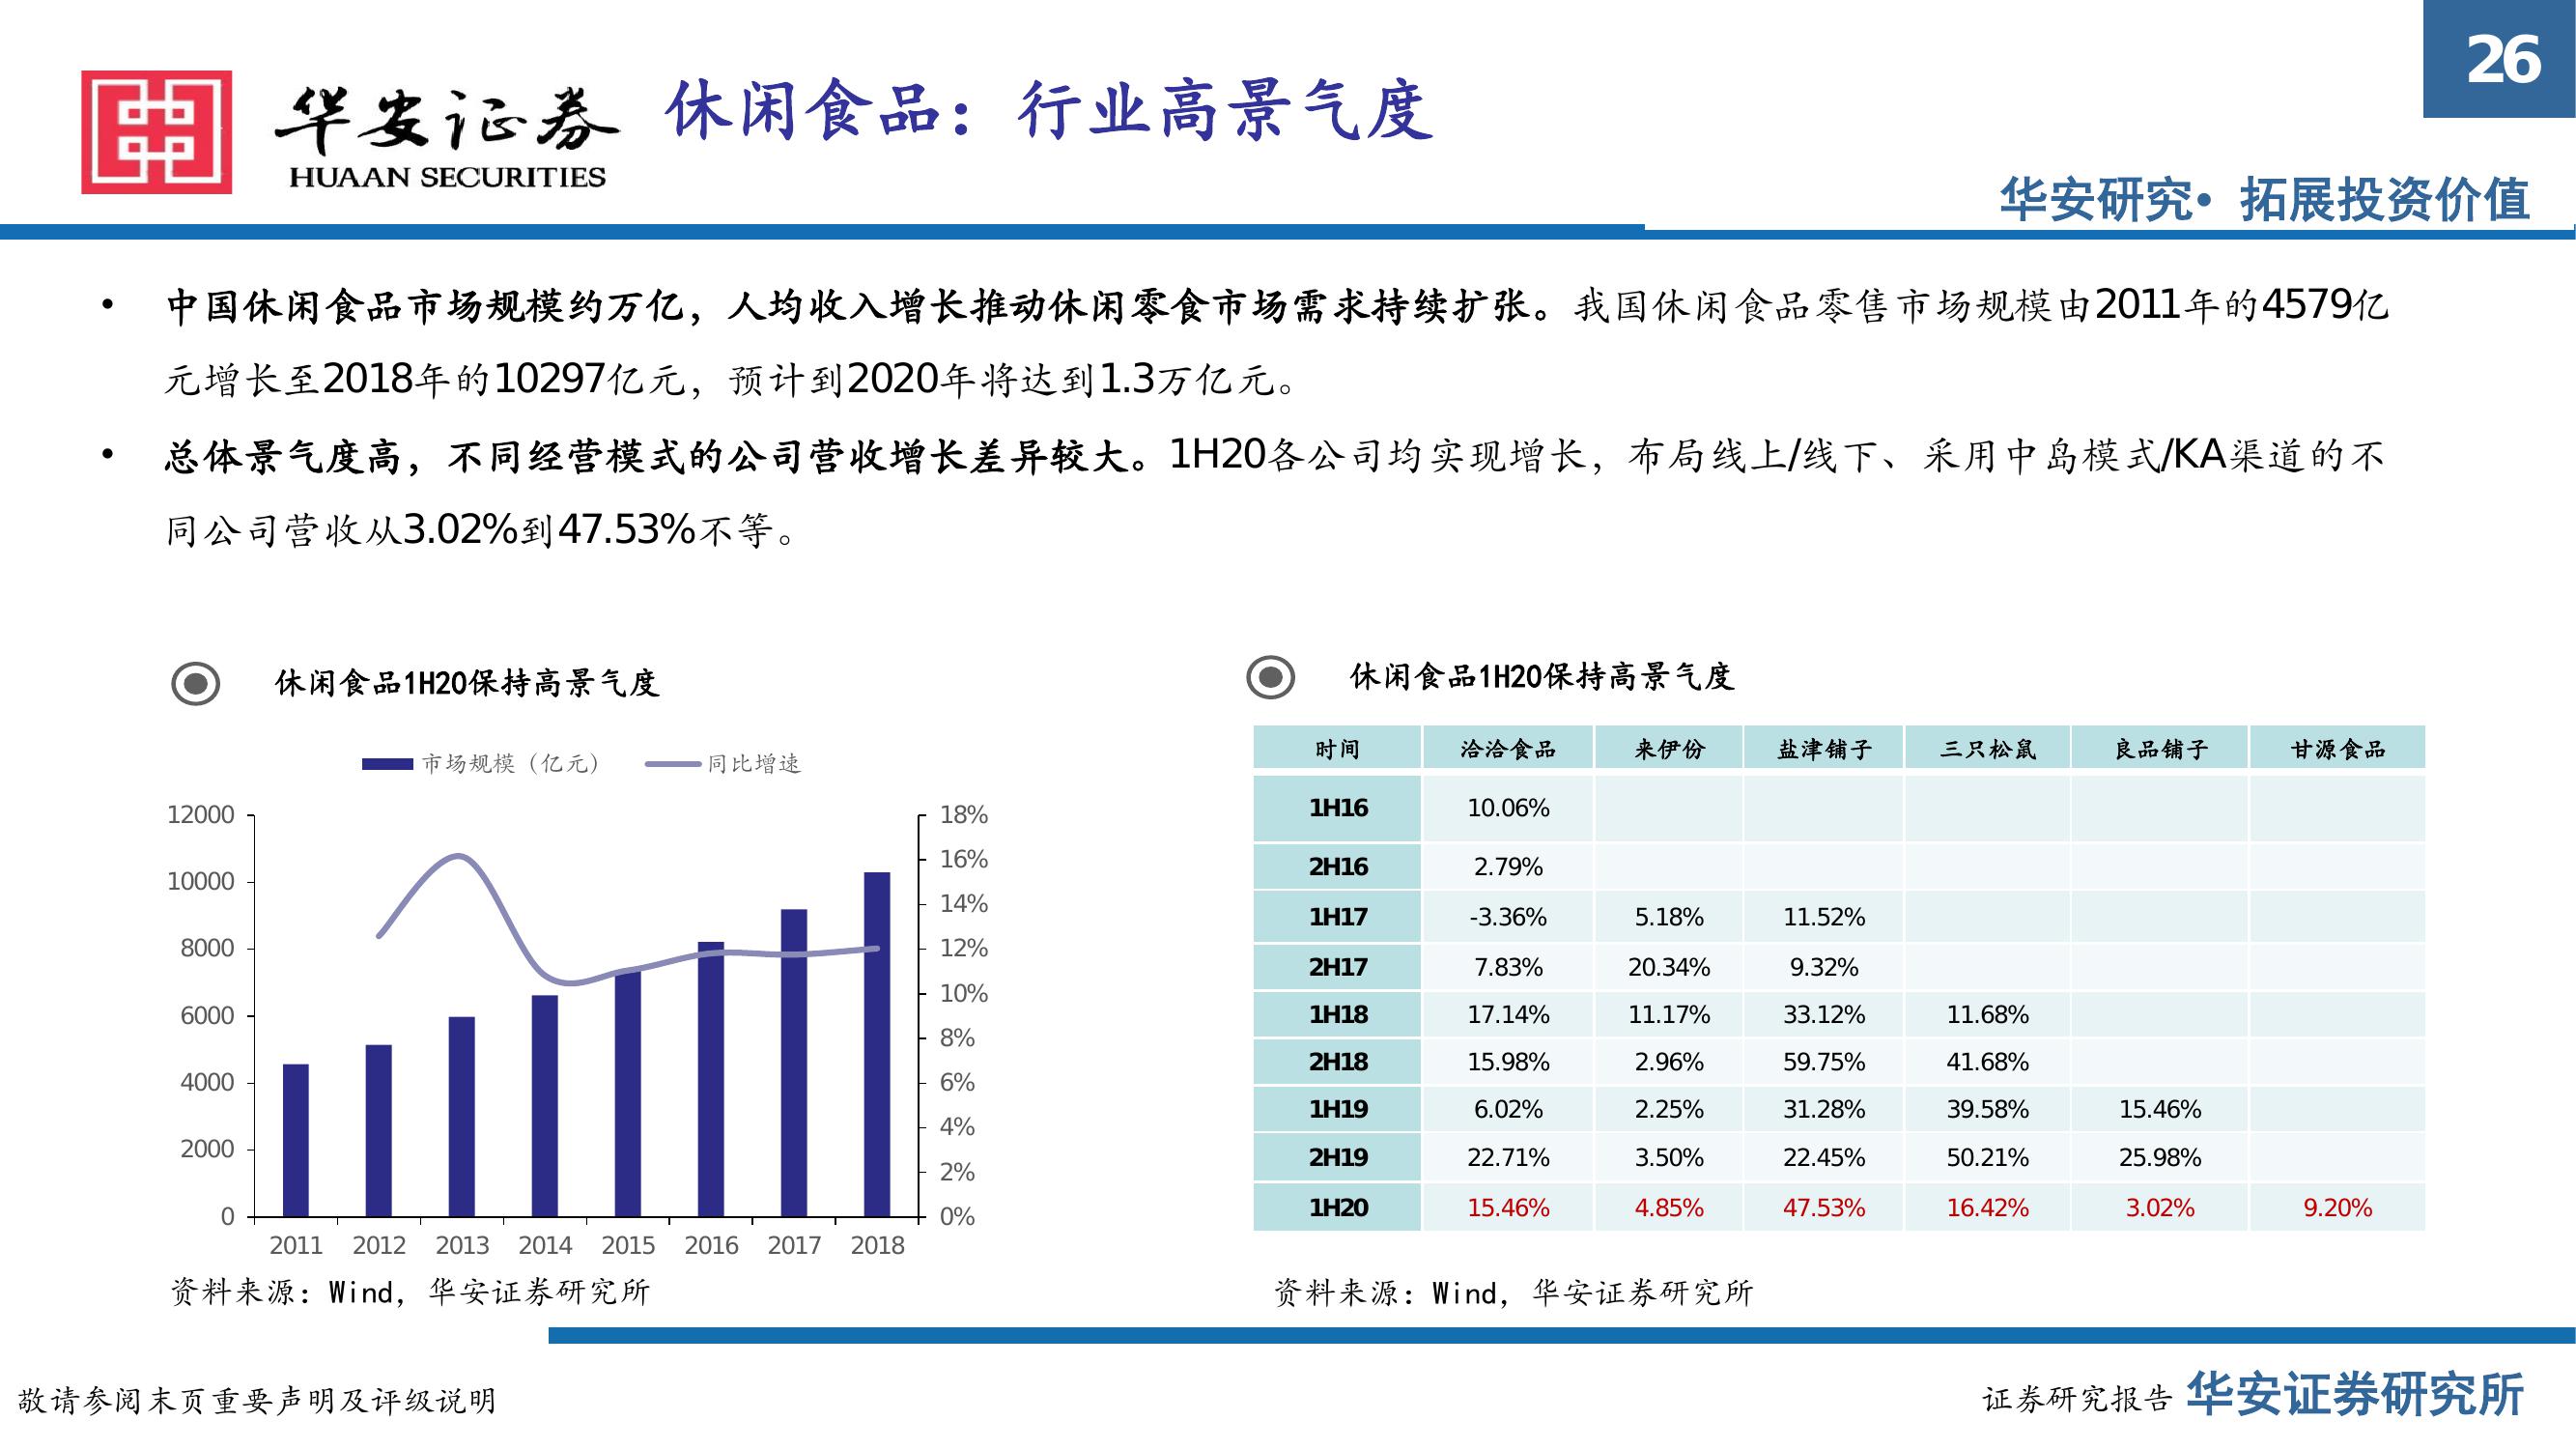 26
华安证券
HUAAN SECURITIES
休闲食品：行业高景气度
华安研究• 拓展投资价值
• 中国休闲食品市场规模约万亿，人均收入增长推动休闲零食市场需求持续扩张。我国休闲食品零售市场规模由2011年的4579亿
元增长至2018年的10297亿元，预计到2020年将达到1.3万亿元。
• 总体景气度高，不同经营模式的公司营收增长差异较大。1H20各公司均实现增长，布局线上/线下、采用中岛模式/KA渠道的不
同公司营收从3.02%到47.53%不等。
休闲食品1H20保持高景气度
市场规模（亿元） 同比增速
12000 18%
16%
10000 14%
8000 12%
10%
6000 8%
4000 6%
4%
2000 2%
0 0%
2011 2012 2013 2014 2015 2016 2017 2018
资料来源：Wind，华安证券研究所
休闲食品1H20保持高景气度
时间 洽洽食品 来伊份 盐津铺子 三只松鼠 良品铺子 甘源食品
1H16 10.06%
2H16 2.79%
1H17 -3.36% 5.18% 11.52%
2H17 7.83% 20.34% 9.32%
1H18 17.14% 11.17% 33.12% 11.68%
2H18 15.98% 2.96% 59.75% 41.68%
1H19 6.02% 2.25% 31.28% 39.58% 15.46%
2H19 22.71% 3.50% 22.45% 50.21% 25.98%
1H20 15.46% 4.85% 47.53% 16.42% 3.02% 9.20%
资料来源：Wind，华安证券研究所
敬请参阅末页重要声明及评级说明
证券研究报告 华安证券研究所